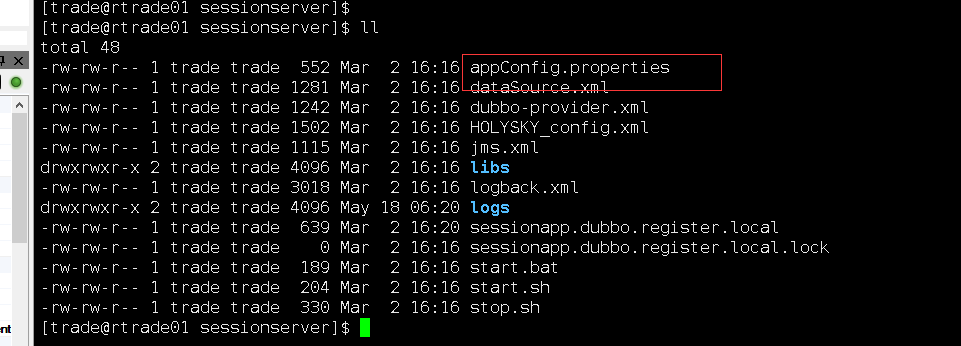 [trade@rtrade01 sessionserver]$
[trade@rtrade01 sessionserver]$ ll
total 48
-rw-rw-r-- 1 trade trade  552 Mar  2 16:16 appConfig.properties
-rw-rw-r-- 1 trade trade 1281 Mar  2 16:16 dataSource.xml
-rw-rw-r-- 1 trade trade 1242 Mar  2 16:16 dubbo-provider.xml
-rw-rw-r-- 1 trade trade 1502 Mar  2 16:16 HOLYSKY_config.xml
-rw-rw-r-- 1 trade trade 1115 Mar  2 16:16 jms.xml
drwxrwxr-x 2 trade trade 4096 Mar  2 16:16 libs
-rw-rw-r-- 1 trade trade 3018 Mar  2 16:16 logback.xml
drwxrwxr-x 2 trade trade 4096 May 18 06:20 logs
-rw-rw-r-- 1 trade trade  639 Mar  2 16:20 sessionapp.dubbo.register.local
-rw-rw-r-- 1 trade trade    0 Mar  2 16:16 sessionapp.dubbo.register.local.lock
-rw-rw-r-- 1 trade trade  189 Mar  2 16:16 start.bat
-rw-rw-r-- 1 trade trade  204 Mar  2 16:16 start.sh
-rw-rw-r-- 1 trade trade  330 Mar  2 16:16 stop.sh
[trade@rtrade01 sessionserver]$